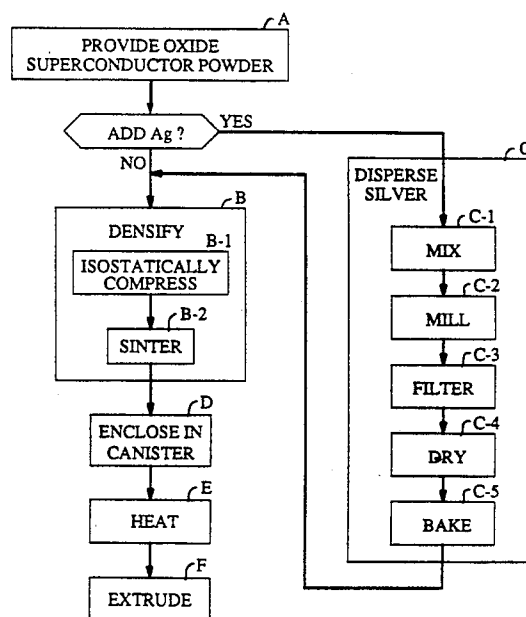 A
PROVIDE OXIDE
SUPERCONDUCTOR POWDER
ADD Ag ?
YES
NO
B
DENSIFY
B-1
ISOSTATICALLY
COMPRESS
B-2
SINTER
D
ENCLOSE IN
CANISTER
E
HEAT
F
EXTRUDE
C
DISPERSE
SILVER
C-1
MIX
C-2
MILL
C-3
FILTER
C-4
DRY
C-5
BAKE